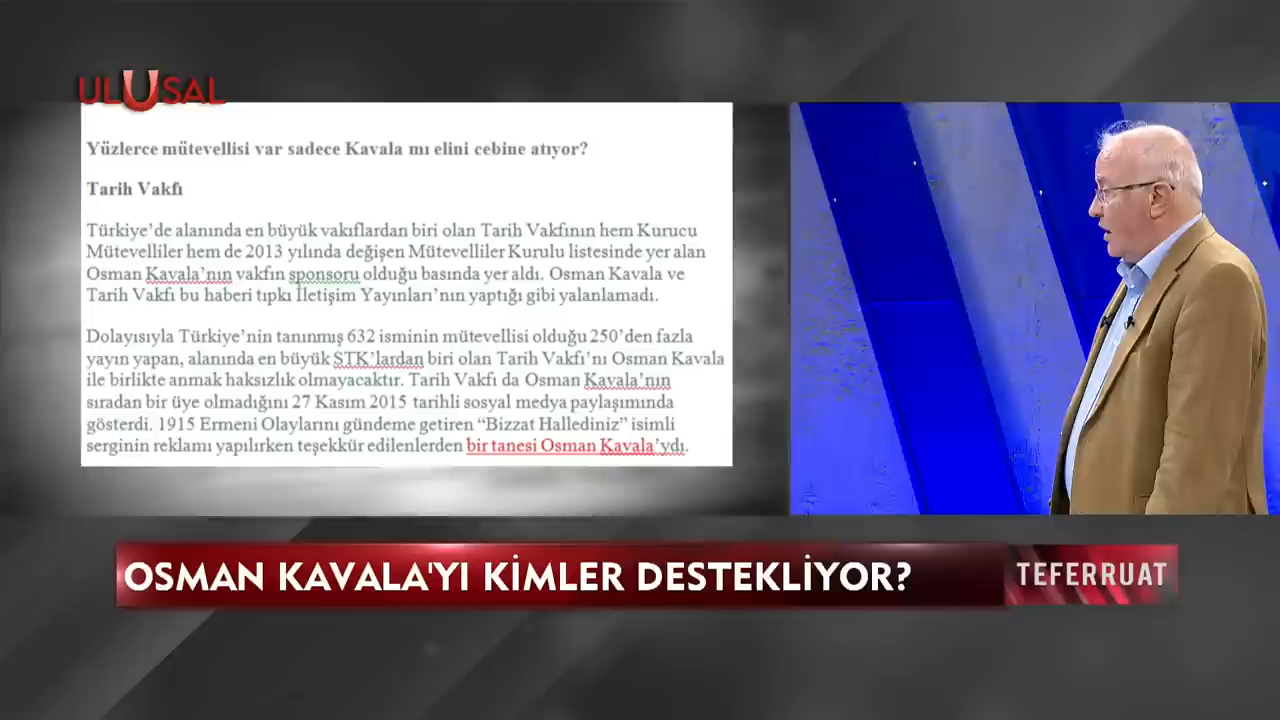 ULUSAL
Yüzlerce mütevellisi var sadece Kavala mı elini cebine atıyor?
Tarih Vakfı
Türkiye’de alanında en büyük vakıflardan biri olan Tarih Vakfının hem Kurucu
Mütevelliler hem de 2013 yılında değişen Mütevelliler Kurulu listesinde yer alan
Osman Kavala’nın vakfın sponsoru olduğu basında yer aldı. Osman Kavala ve
Tarih Vakfı bu haberi tıpkı İletişim Yayınları’nın yaptığı gibi yalanlamadı.
Dolayısıyla Türkiye’nin tanınmış 632 isminin mütevellisi olduğu 250’den fazla
yayın yapan, alanında en büyük STK’lardan biri olan Tarih Vakfı’nı Osman Kavala
ile birlikte anmak haksızlık olmayacaktır. Tarih Vakfı da Osman Kavala’nın
sıradan bir üye olmadığını 27 Kasım 2015 tarihli sosyal medya paylaşımında
gösterdi. 1915 Ermeni Olaylarını gündeme getiren “Bizzat Hallediniz” isimli
serginin reklamı yapılırken teşekkür edilenlerden bir tanesi Osman Kavala’ydı.
OSMAN KAVALA'YI KİMLER DESTEKLİYOR?
TEFERRUAT